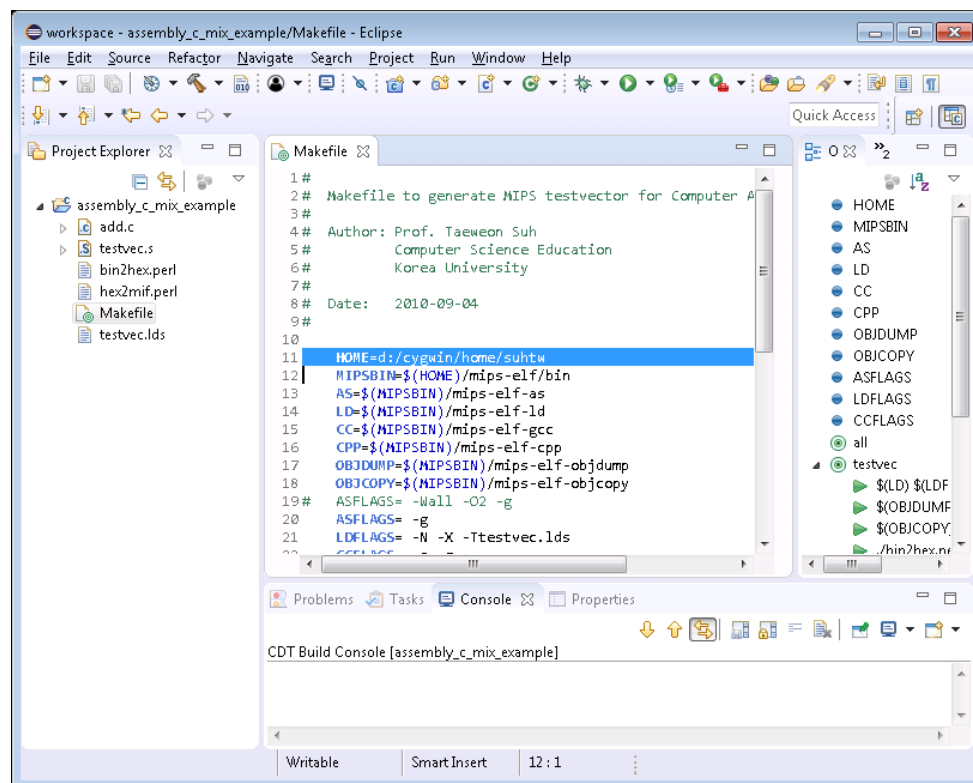 workspace - assembly_c_mix_example/Makefile - Eclipse
File Edit Source Refactor Navigate Search Project Run Window Help
Quick Access
Project Explorer
assembly_c_mix_example
add.c
testvec.s
bin2hex.perl
hex2mif.perl
Makefile
testvec.lds
Makefile
1 #
2 # Makefile to generate MIPS testvector for Computer A
3 #
4 # Author: Prof. Taeweon Suh
5 # Computer Science Education
6 # Korea University
7 #
8 # Date: 2010-09-04
9 #
10
11 HOME=d:/cygwin/home/suhtw
12 MIPSBIN=$(HOME)/mips-elf/bin
13 AS=$(MIPSBIN)/mips-elf-as
14 LD=$(MIPSBIN)/mips-elf-ld
15 CC=$(MIPSBIN)/mips-elf-gcc
16 CPP=$(MIPSBIN)/mips-elf-cpp
17 OBJDUMP=$(MIPSBIN)/mips-elf-objdump
18 OBJCOPY=$(MIPSBIN)/mips-elf-objcopy
19 # ASFLAGS= -Wall -O2 -g
20 ASFLAGS= -g
21 LDFLAGS= -N -X -Ttestvec.lds
O
»2
HOME
MIPSBIN
AS
LD
CC
CPP
OBJDUMP
OBJCOPY
ASFLAGS
LDFLAGS
CCFLAGS
all
testvec
$(LD) $(LDF
$(OBJDUMP
$(OBJCOPY)
./bin2hex.pe
Problems Tasks Console Properties
CDT Build Console [assembly_c_mix_example]
Writable Smart Insert 12 : 1